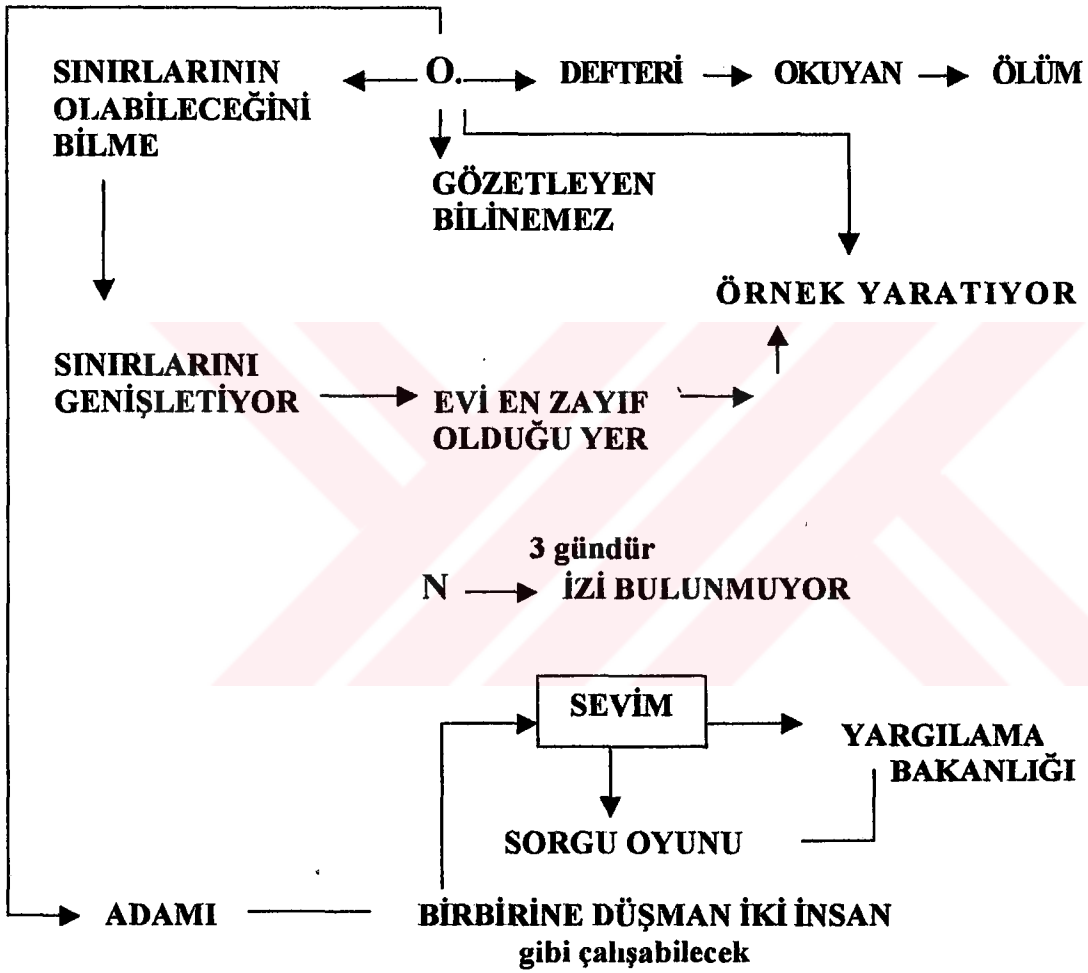 SINIRLARININ
OLABİLECEĞİNİ
BİLME
O.
DEFTERİ
OKUYAN
ÖLÜM
GÖZETLEYEN
BİLİNEMEZ
ÖRNEK YARATIYOR
SINIRLARINI
GENİŞLETİYOR
EVİ EN ZAYIF
OLDUĞU YER
3 gündür
N
İZİ BULUNMUYOR
SEVİM
YARGILAMA
BAKANLIĞI
SORGU OYUNU
ADAMI
BİRBİRİNE DÜŞMAN İKİ İNSAN
gibi çalışabilecek